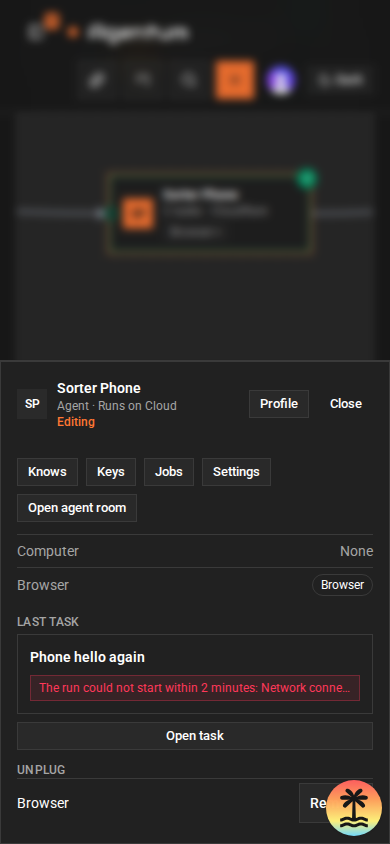 SP
Sorter Phone
Agent · Runs on Cloud
Editing
Profile
Close
Knows
Keys
Jobs
Settings
Open agent room
Computer
None
Browser
Browser
LAST TASK
Phone hello again
The run could not start within 2 minutes: Network conne...
Open task
UNPLUG
Browser